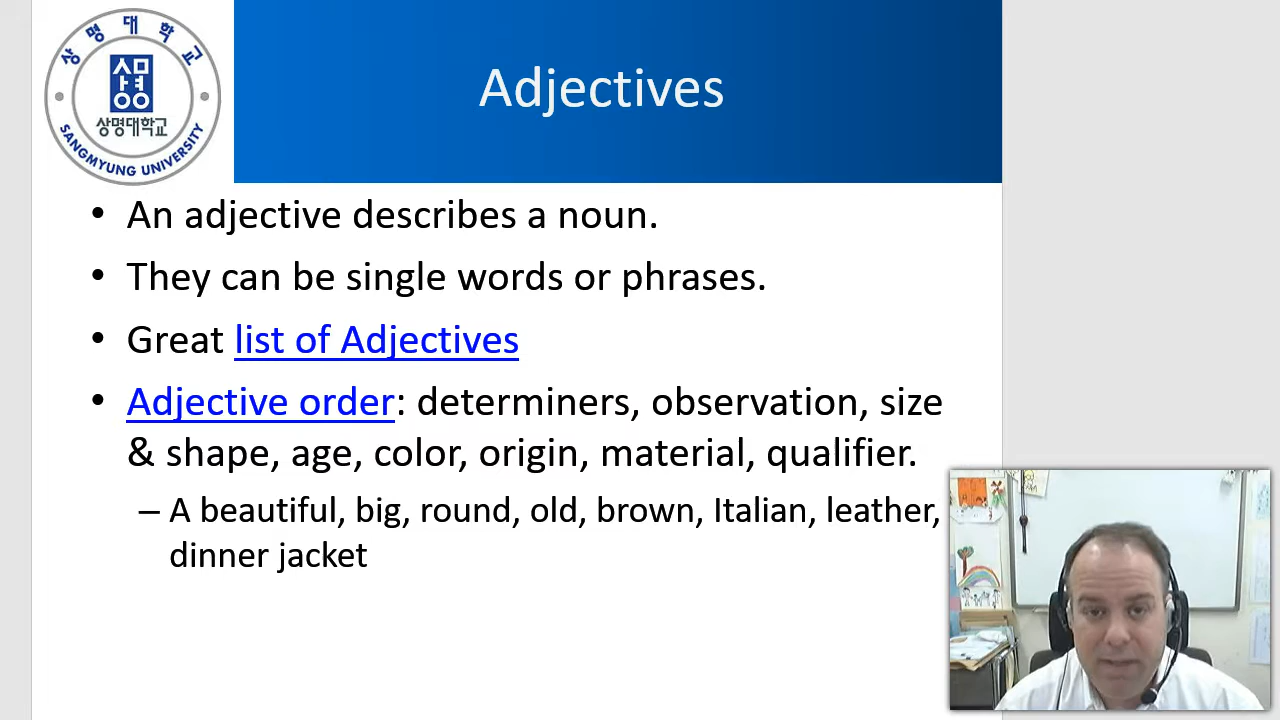 상명대학교
상명
상명대학교
SANGMYUNG UNIVERSITY
Adjectives
• An adjective describes a noun.
• They can be single words or phrases.
• Great list of Adjectives
• Adjective order: determiners, observation, size
& shape, age, color, origin, material, qualifier.
– A beautiful, big, round, old, brown, Italian, leather,
dinner jacket